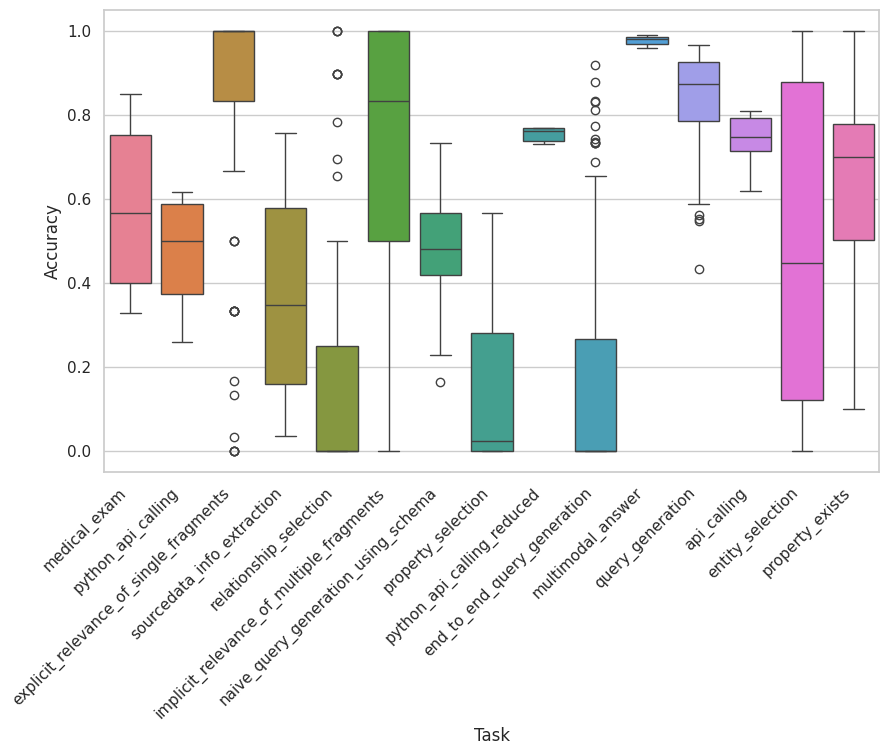 1.0
0.8
0.6
0.4
0.2
0.0
Accuracy
medical_exam
python_api_calling
explicit_relevance_of_single_fragments
sourcedata_info_extraction
relationship_selection
implicit_relevance_of_multiple_fragments
naive_query_generation_using_schema
property_selection
python_api_calling_reduced
end_to_end_query_generation
multimodal_answer
query_generation
api_calling
entity_selection
property_exists
Task